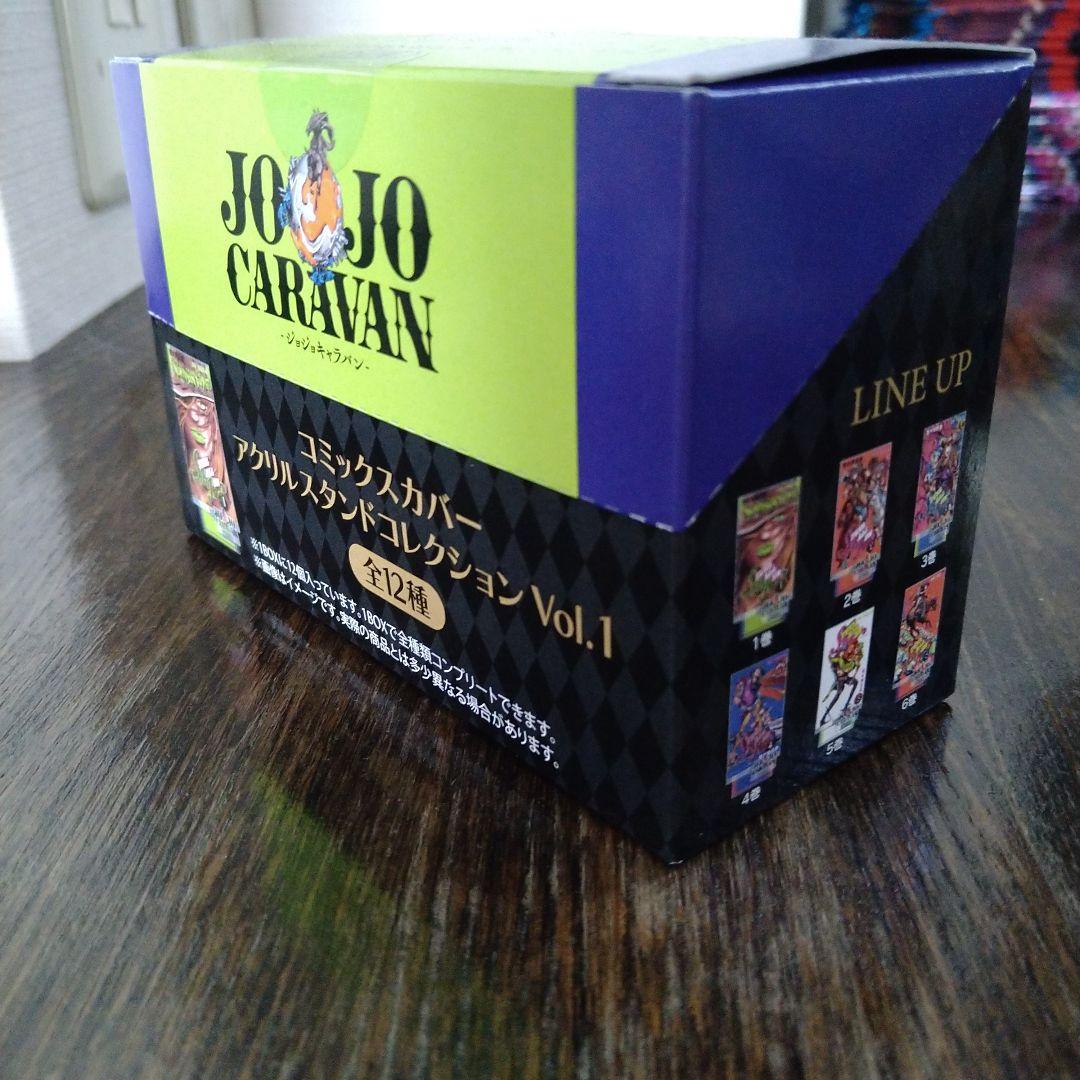 JOJO
CARAVAN
-ジョジョキャラバン-
コミックスカバー
アクリルスタンドコレクション Vol.1
全12種
※1BOXに12個入っています。1BOXで全種類コンプリートできます。
※画像はイメージです。実際の商品とは多少異なる場合があります。
LINE UP
1巻
2巻
3巻
4巻
5巻
6巻